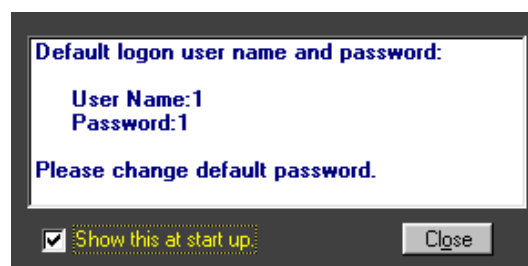 Default logon user name and password:
User Name:1
Password:1
Please change default password.
Show this at start up.
Close